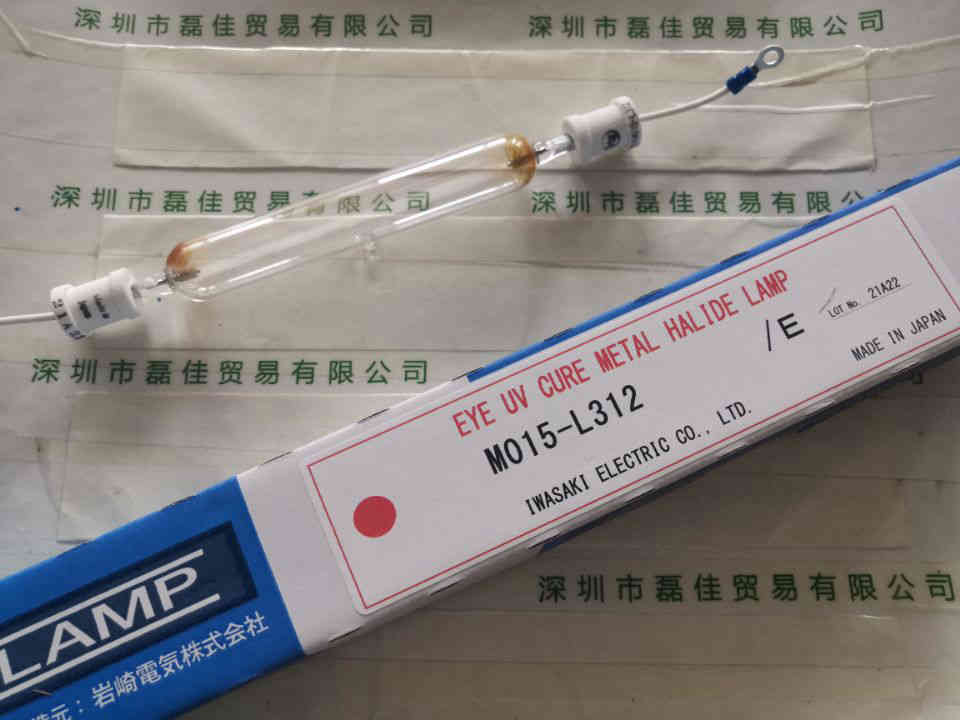 深圳市磊佳贸易有限公司
深圳市磊佳贸易有限公司
深圳市磊佳贸易有限公司
深圳市磊佳贸易有限公
21A22
深圳市磊佳贸易有限公司
EYE UV CURE METAL HALIDE LAMP
M015-L312
/E
LOT No. 21A22
IWASAKI ELECTRIC CO., LTD.
MADE IN JAPAN
LAMP
元：岩崎電気株式会社
深圳市磊佳贸易有限公司